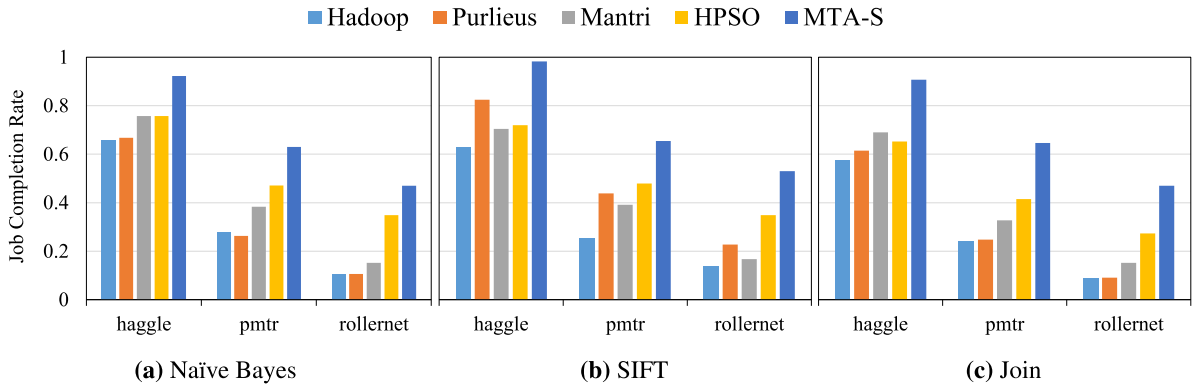 Hadoop Purlieus Mantri HPSO MTA-S
Job Completion Rate
1
0.8
0.6
0.4
0.2
0
haggle pmtr rollernet haggle pmtr rollernet haggle pmtr rollernet
(a) Naïve Bayes (b) SIFT (c) Join